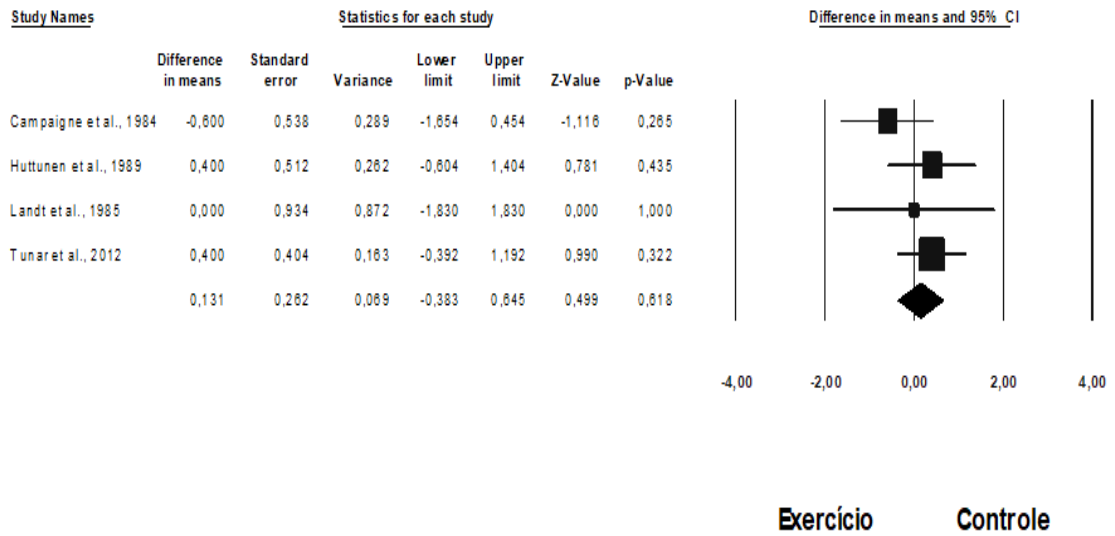 Study Names Statistics for each study Difference in means and 95% CI
Difference Standard Lower Upper
in means error Variance limit limit Z-Value p-Value
Campaigne et al., 1984 -0,600 0,538 0,289 -1,654 0,454 -1,116 0,265
Huttunen et al., 1989 0,400 0,512 0,262 -0,604 1,404 0,781 0,435
Landt et al., 1985 0,000 0,934 0,872 -1,830 1,830 0,000 1,000
Tunar et al., 2012 0,400 0,404 0,163 -0,392 1,192 0,990 0,322
0,131 0,262 0,069 -0,383 0,645 0,499 0,618
-4,00 -2,00 0,00 2,00 4,00
Exercício Controle